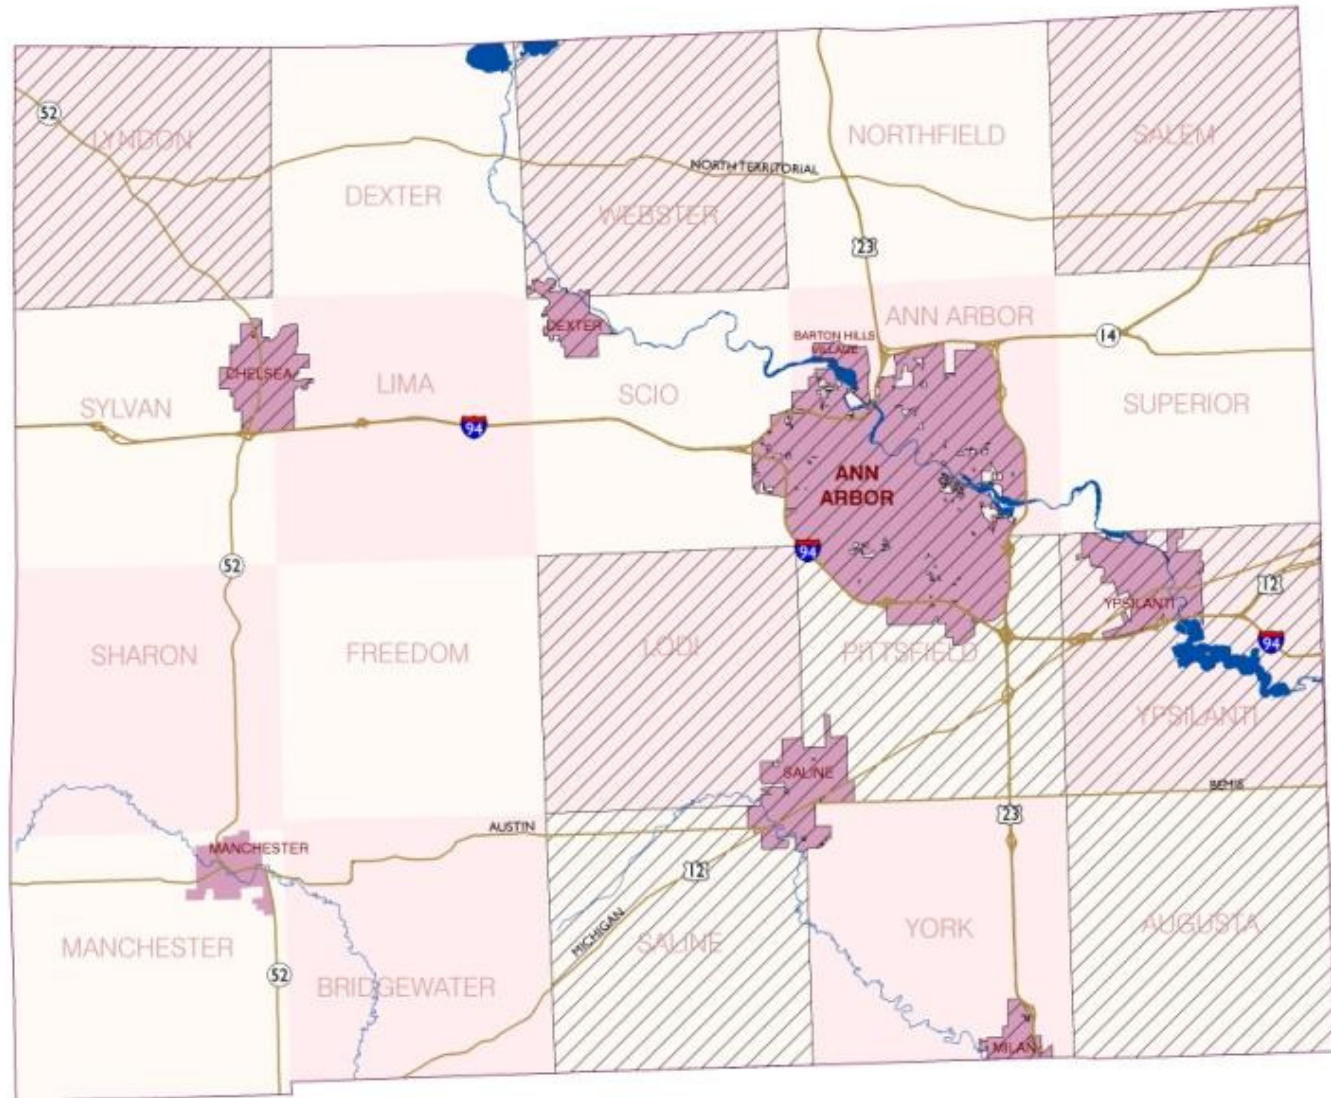 52
LYNDON
DEXTER
NORTH TERRITORIAL
WEBSTER
NORTHFIELD
SALEM
23
CHELSEA
DEXTER
BARTON HILLS
VILLAGE
ANN ARBOR
14
SYLVAN
LIMA
94
SCIO
SUPERIOR
ANN
ARBOR
94
52
12
YPSILANTI
94
SHARON
FREEDOM
LODI
PITTSFIELD
YPSILANTI
SALINE
BEMIS
23
AUSTIN
MANCHESTER
12
MICHIGAN
MANCHESTER
52
BRIDGEWATER
SALINE
YORK
AUGUSTA
MILAN